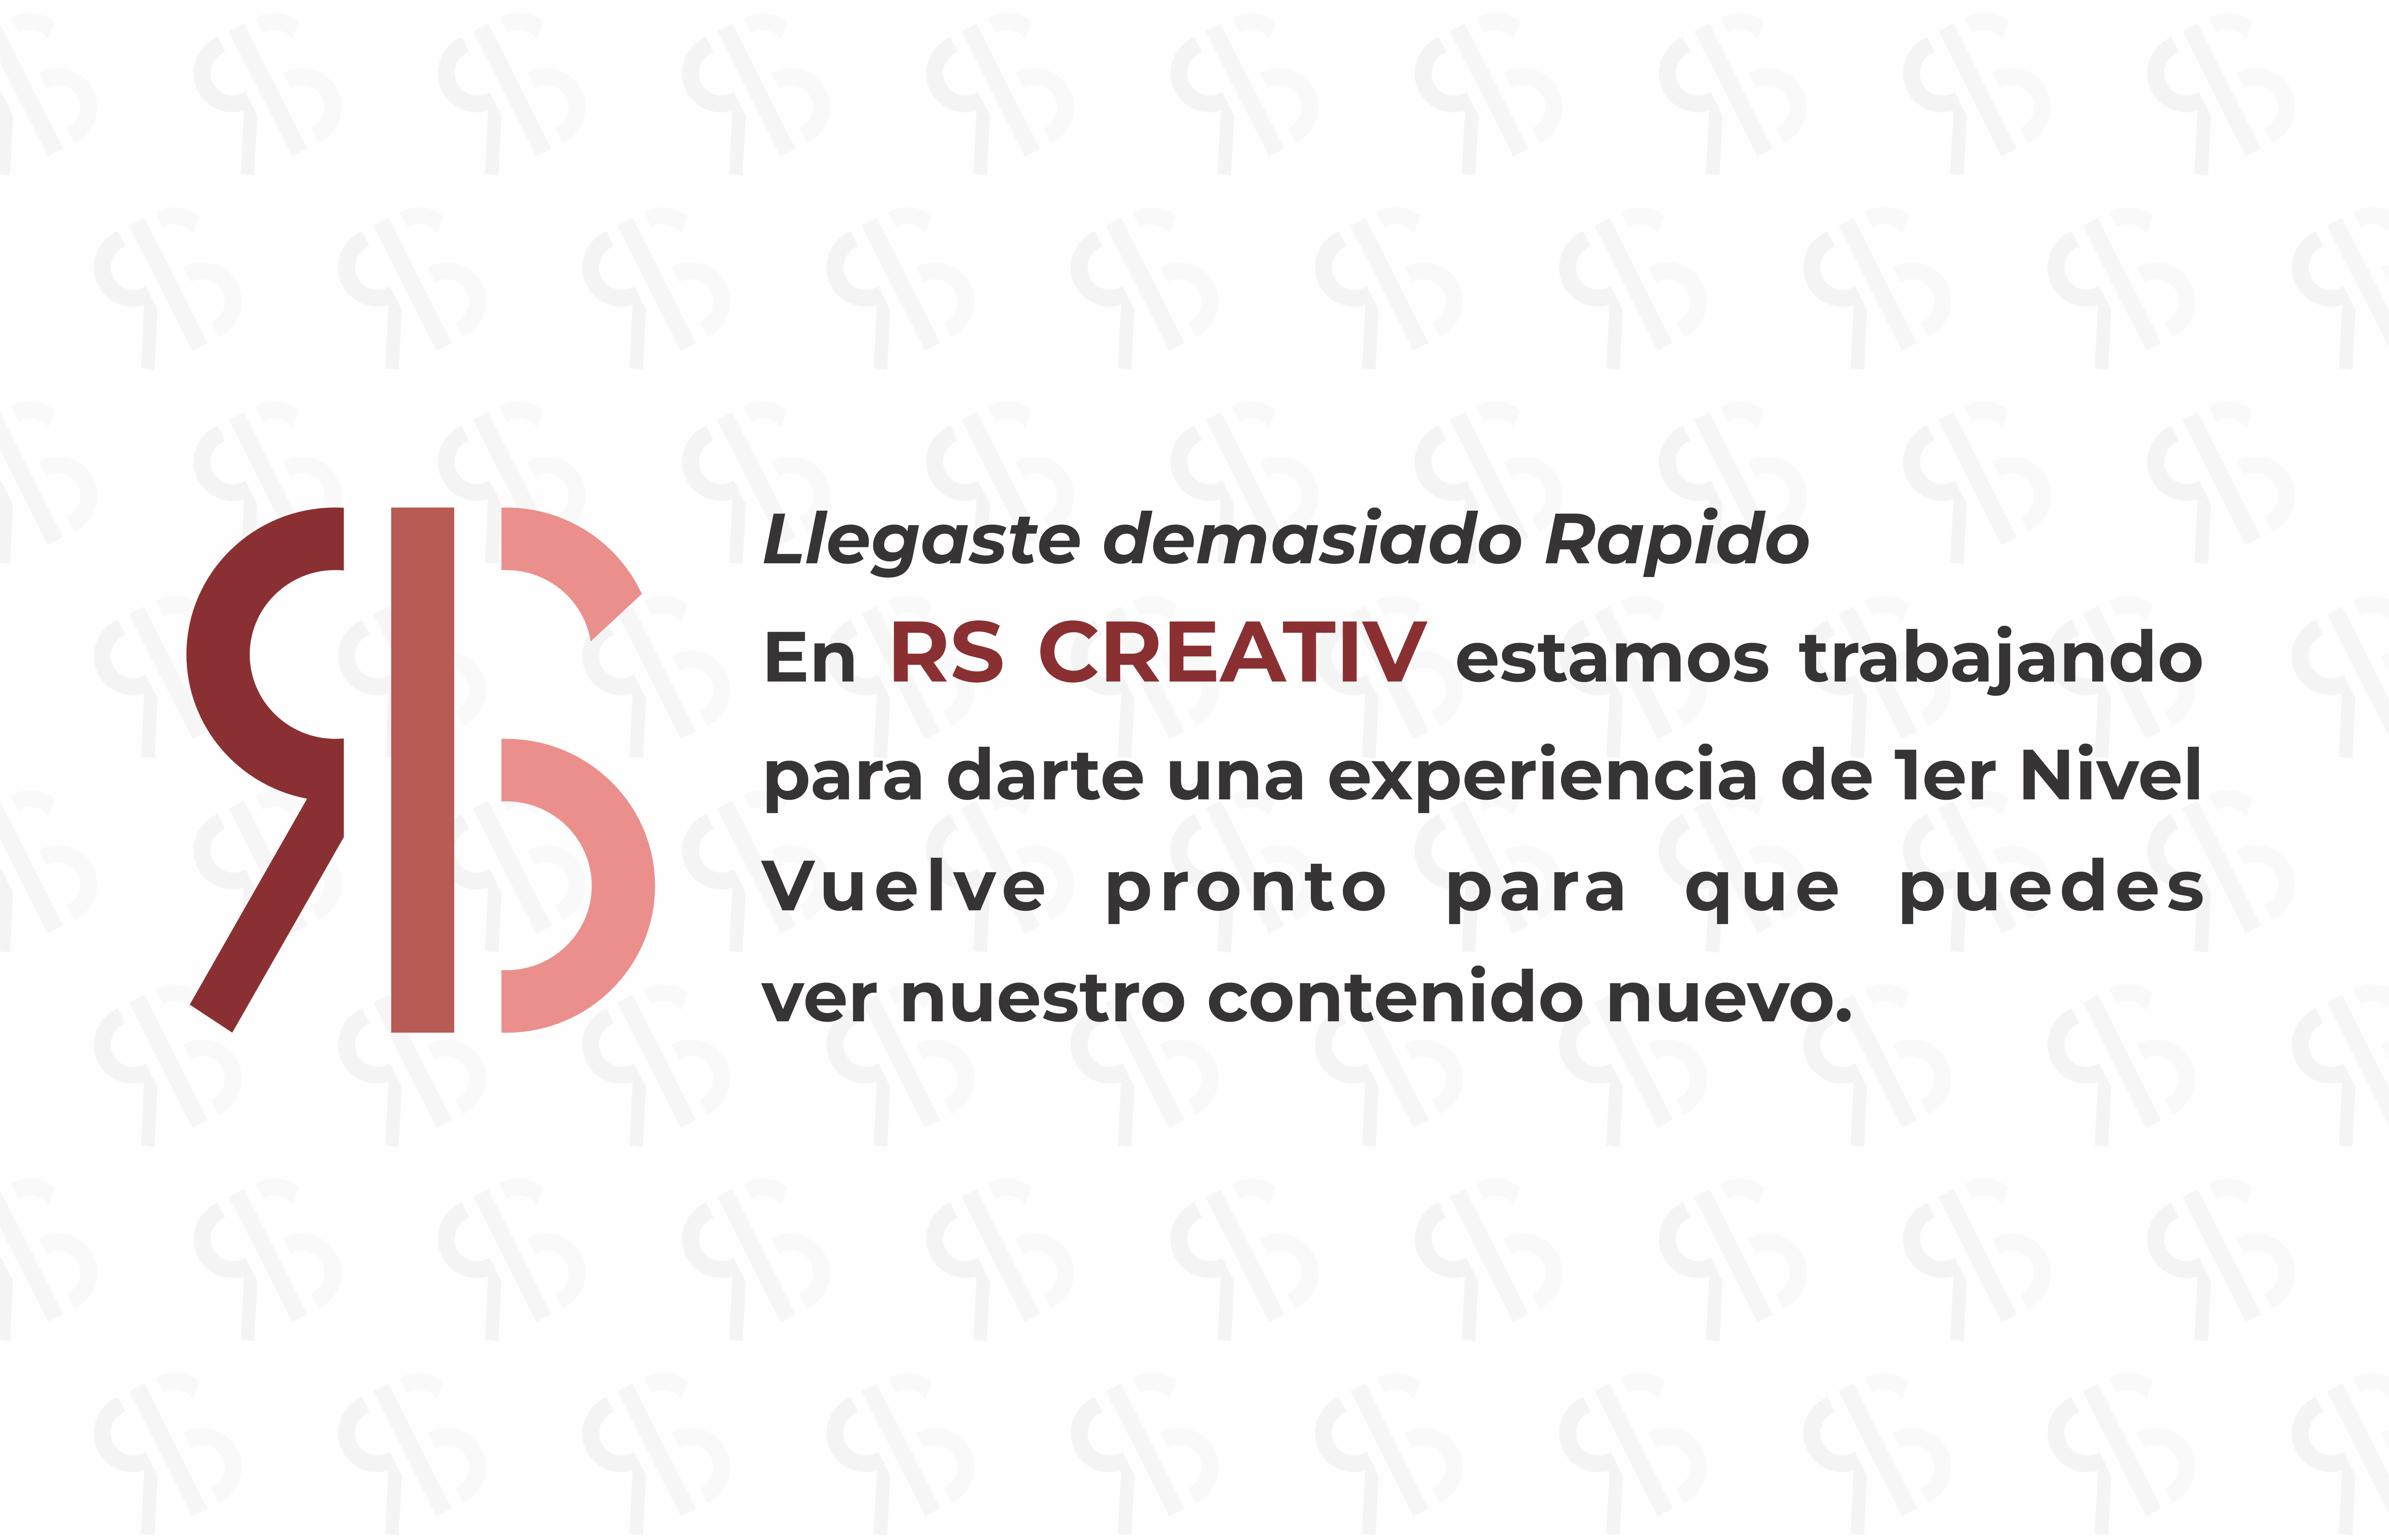 Llegaste demasiado Rapido
En RS CREATIV estamos trabajando
para darte una experiencia de 1er Nivel
Vuelve pronto para que puedes
ver nuestro contenido nuevo.